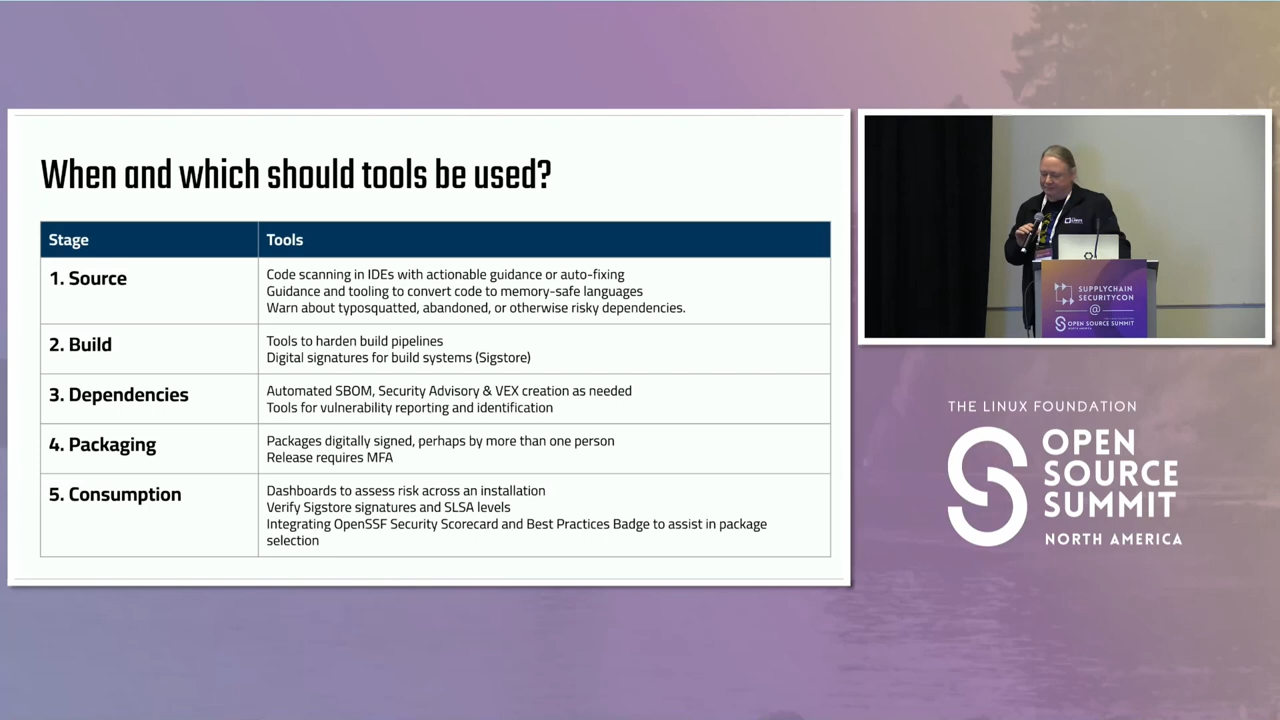 When and which should tools be used?
Stage
Tools
1. Source
Code scanning in IDEs with actionable guidance or auto-fixing
Guidance and tooling to convert code to memory-safe languages
Warn about typosquatted, abandoned, or otherwise risky dependencies.
2. Build
Tools to harden build pipelines
Digital signatures for build systems (Sigstore)
3. Dependencies
Automated SBOM, Security Advisory & VEX creation as needed
Tools for vulnerability reporting and identification
4. Packaging
Packages digitally signed, perhaps by more than one person
Release requires MFA
5. Consumption
Dashboards to assess risk across an installation
Verify Sigstore signatures and SLSA levels
Integrating OpenSSF Security Scorecard and Best Practices Badge to assist in package
selection
SUPPLYCHAIN
SECURITYCON
@
OPEN SOURCE SUMMIT
NORTH AMERICA
THE LINUX FOUNDATION
OPEN
SOURCE
SUMMIT
NORTH AMERICA